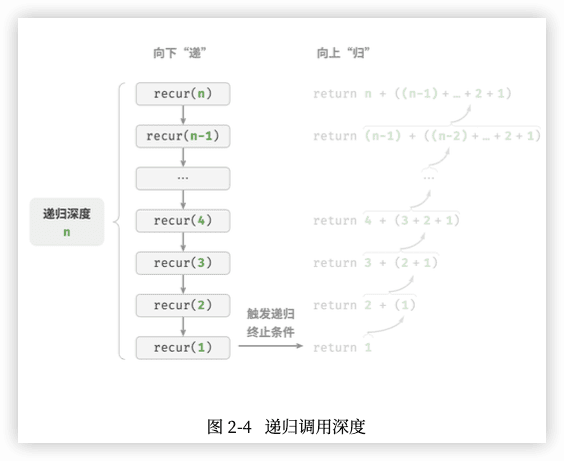 向下“递” 向上“归”
recur(n) return n + ((n-1) + … + 2 + 1)
recur(n-1) return (n-1) + ((n-2) + … + 2 + 1)
… …
递归深度
n
recur(4) return 4 + (3 + 2 + 1)
recur(3) return 3 + (2 + 1)
recur(2) return 2 + (1)
触发递归
终止条件
recur(1) return 1
图 2-4 递归调用深度